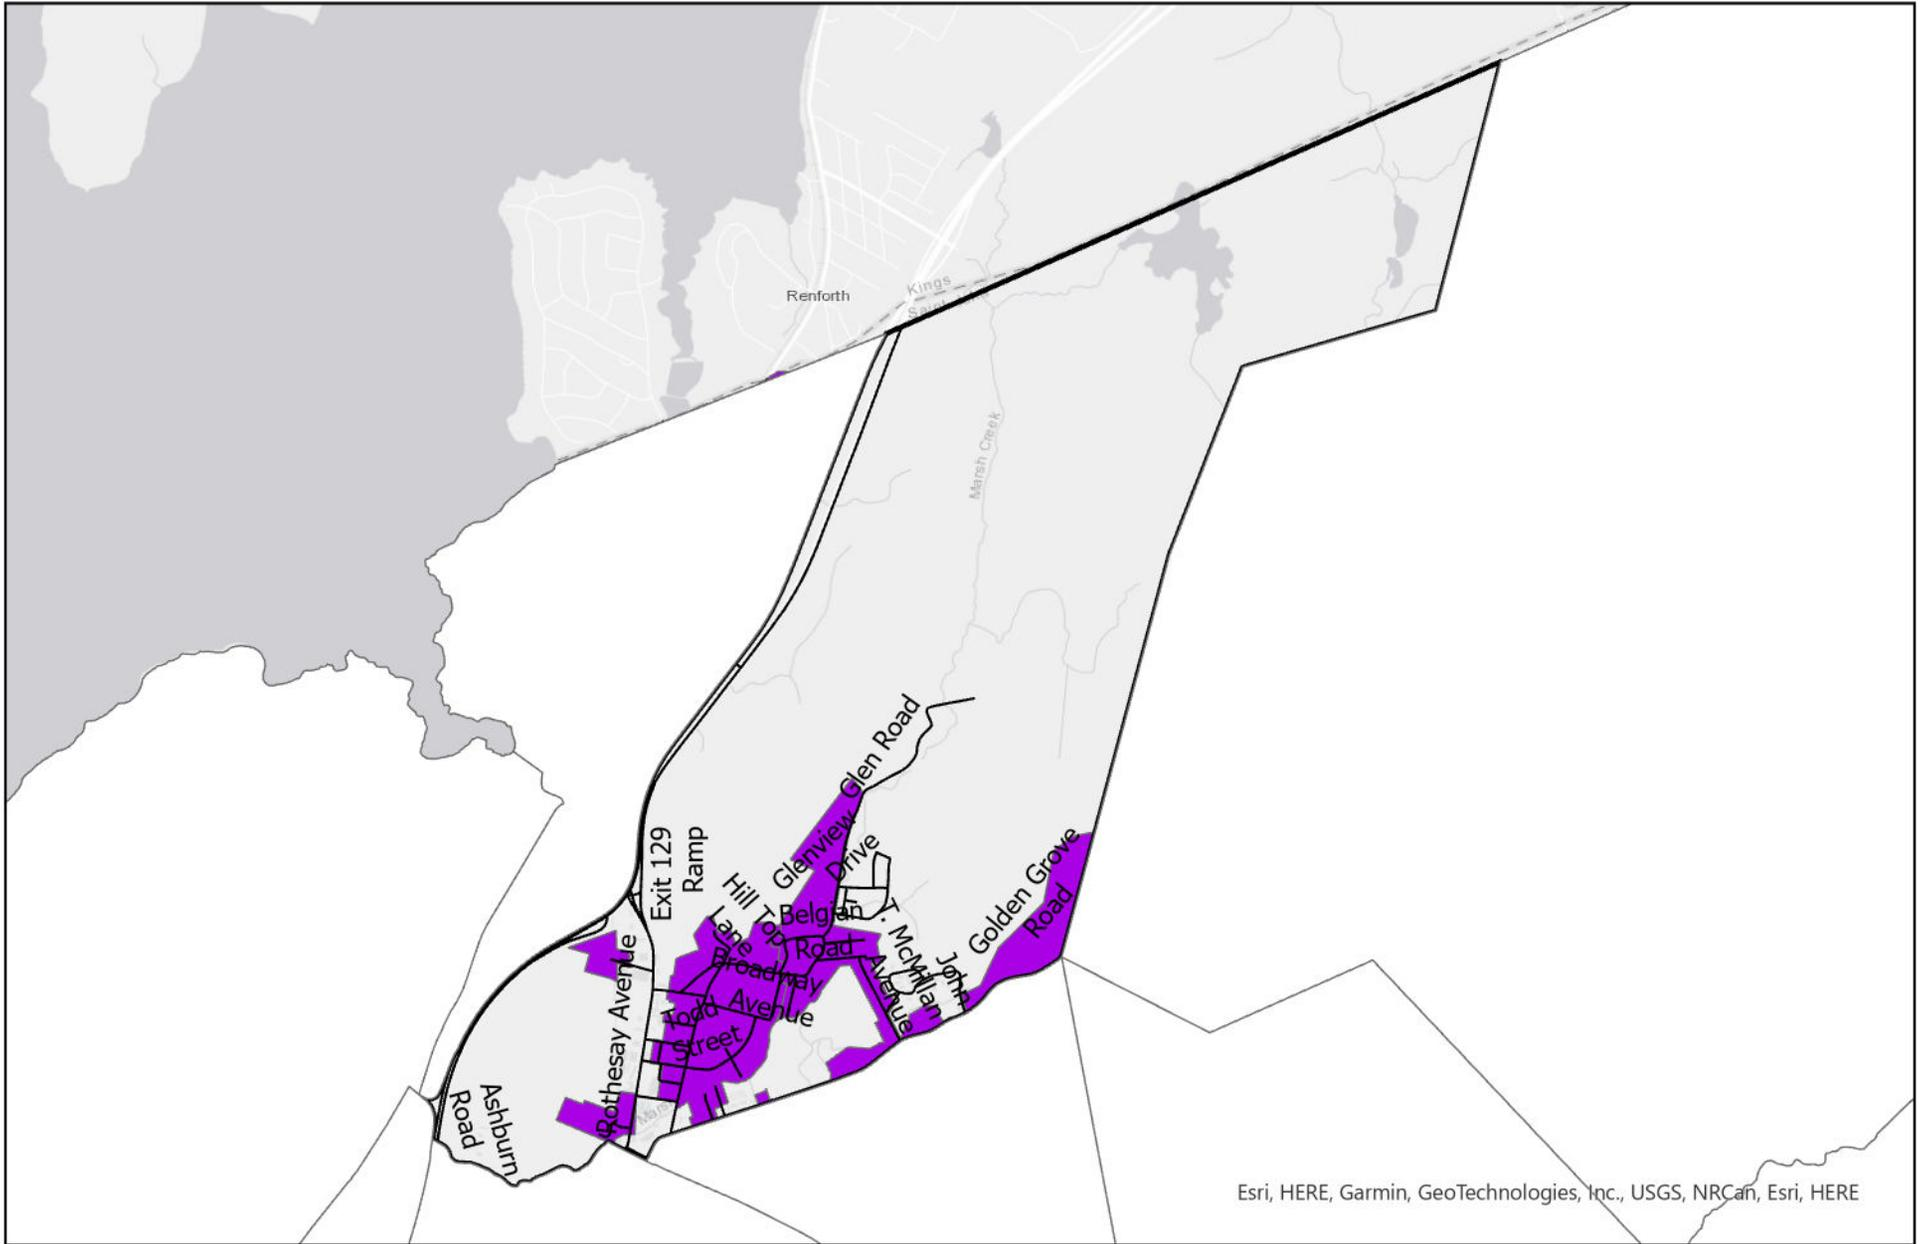 Kings
Renforth
Marsh Creek
Glen Road
Exit 129
Ramp
Glenview
Drive
Golden Grove
Road
Hill Top
Lane
Belgian
Road
T. McMillam
John
Avenue
Broadway
Avenue
Rothesay Avenue
Todd
Street
Marsh
Ashburn
Road
Esri, HERE, Garmin, GeoTechnologies, Inc., USGS, NRCan, Esri, HERE